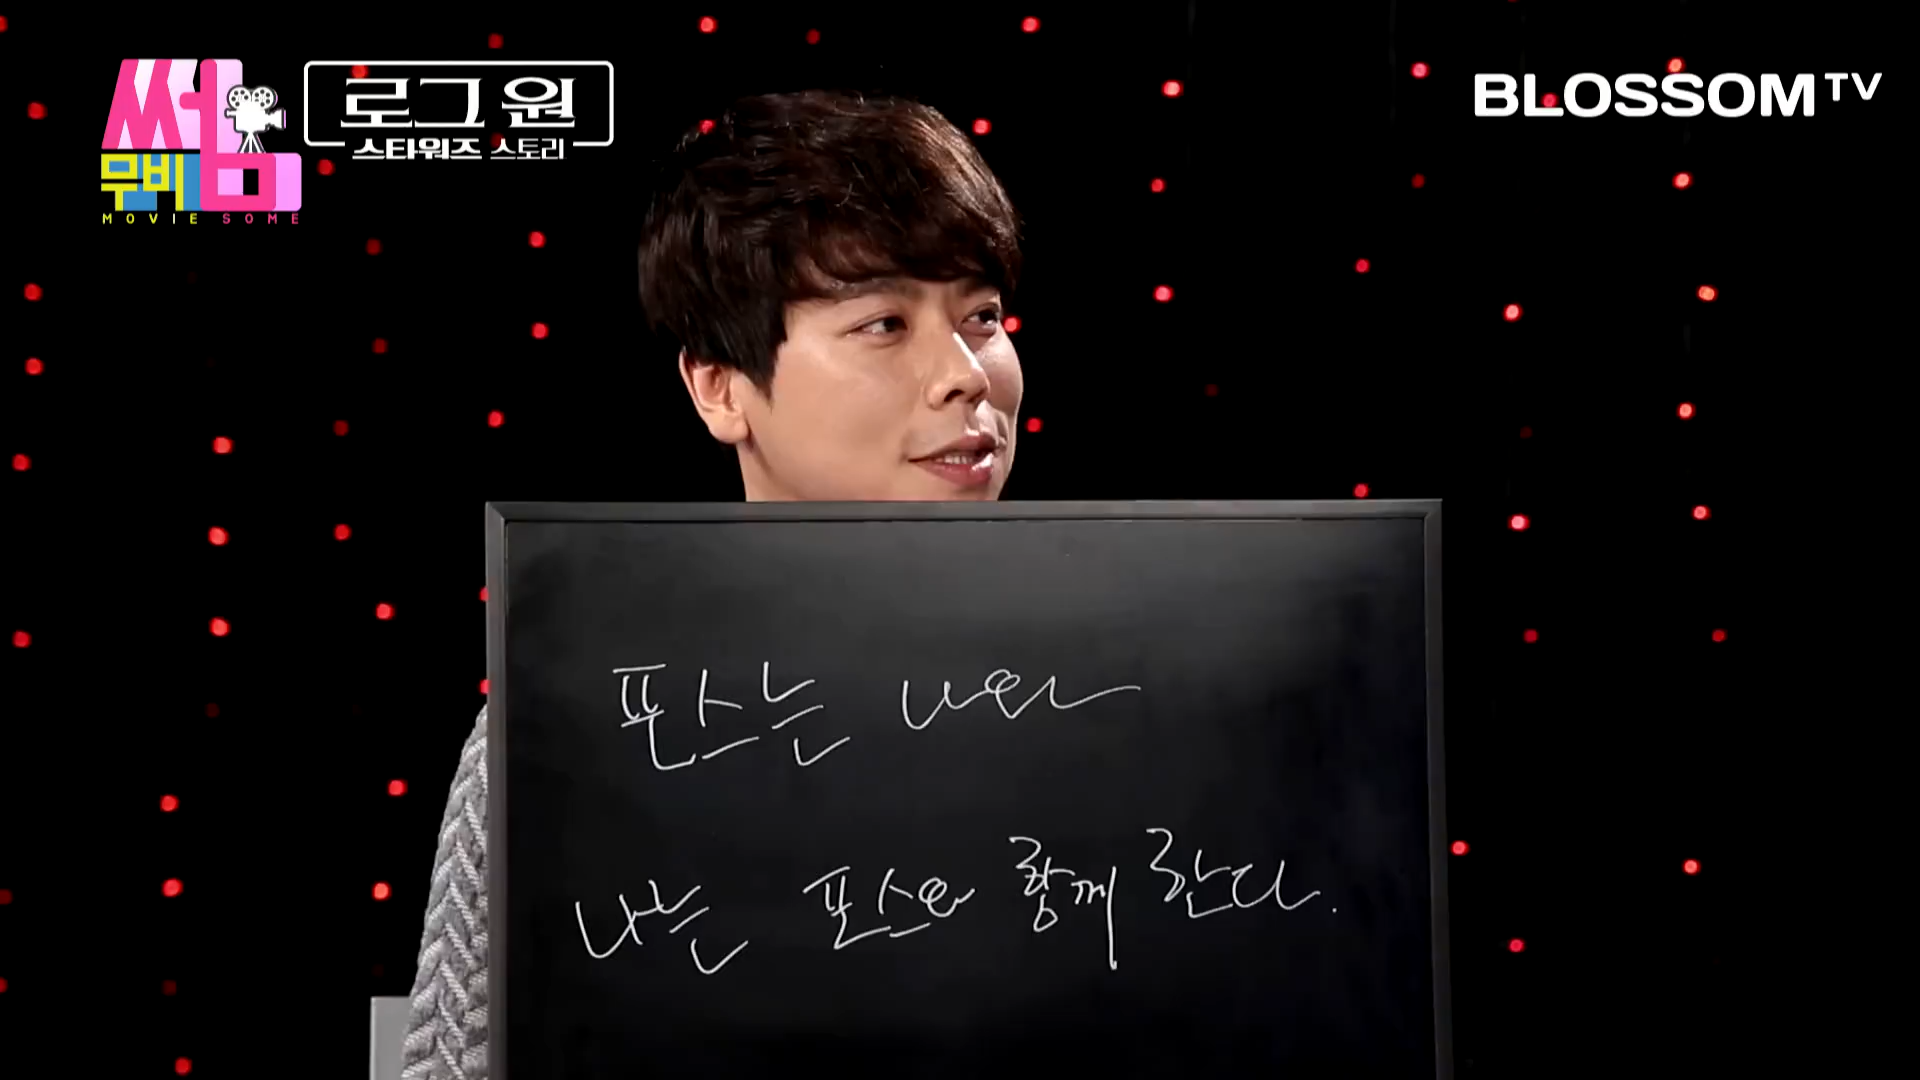 썸
무비
MOVIE SOME
로그 원
스타워즈 스토리
BLOSSOM TV
포스는 나와
나는 포스와 함께 한다.